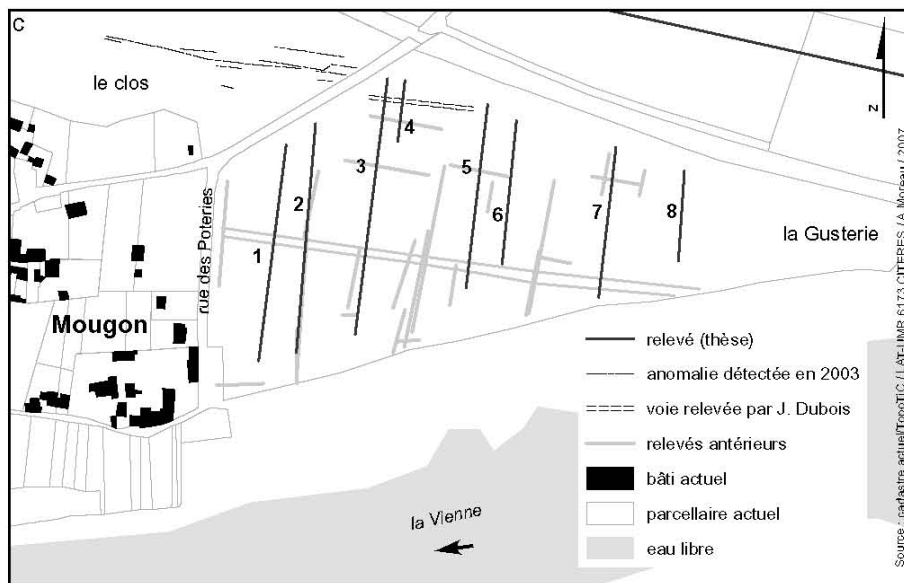 C
le clos
z
4
3
5
2
6
7
8
1
la Gusterie
rue des Poteries
Mougon
la Vienne
relevé (thèse)
anomalie détectée en 2003
voie relevée par J. Dubois
relevés antérieurs
bâti actuel
parcellaire actuel
eau libre
Source : cadastre actuel/TopoTIC / LAT-UMR 6173 CITERES / A.Moreau / 2007